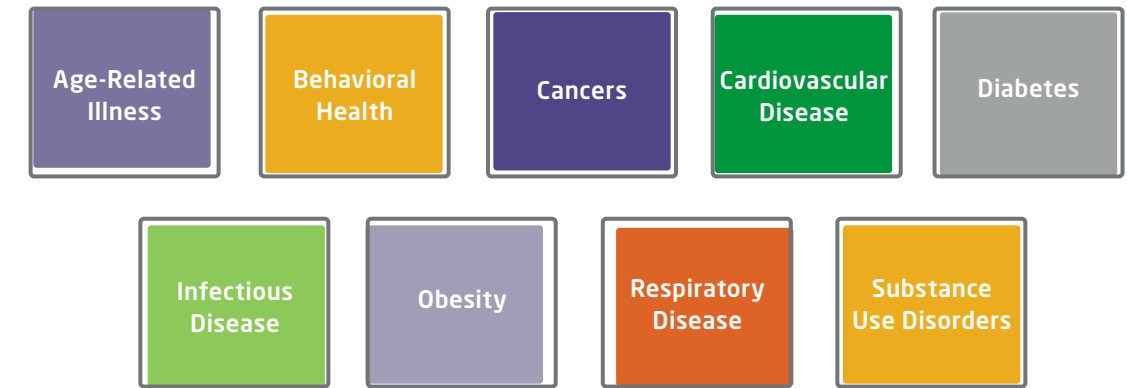 Age-Related
Illness
Behavioral
Health
Cancers
Cardiovascular
Disease
Diabetes
Infectious
Disease
Obesity
Respiratory
Disease
Substance
Use Disorders